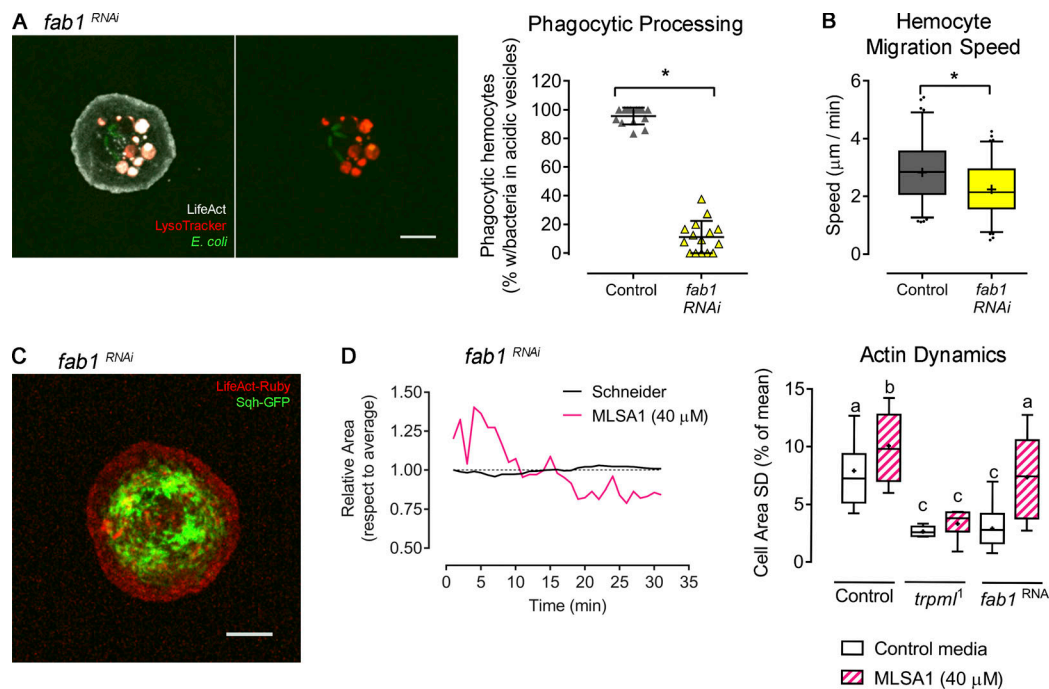 A
fab1 RNAi
LifeAct
LysoTracker
E. coli
Phagocytic Processing
Phagocytic hemocytes
(% w/bacteria in acidic vesicles)
120
100
80
60
40
20
0
*
Control
fab1
RNAi
B
Hemocyte
Migration Speed
Speed (μm / min)
6
4
2
0
*
Control
fab1
RNAi
C
fab1 RNAi
LifeAct-Ruby
Sqh-GFP
D
fab1 RNAi
Relative Area
(respect to average)
1.50
1.25
1.00
0.75
0.50
Schneider
MLSA1 (40 μM)
0 5 10 15 20 25 30 35
Time (min)
Actin Dynamics
Cell Area SD (% of mean)
15
10
5
0
a
b
c
c
c
a
Control
trpml1
fab1 RNA
Control media
MLSA1 (40 μM)